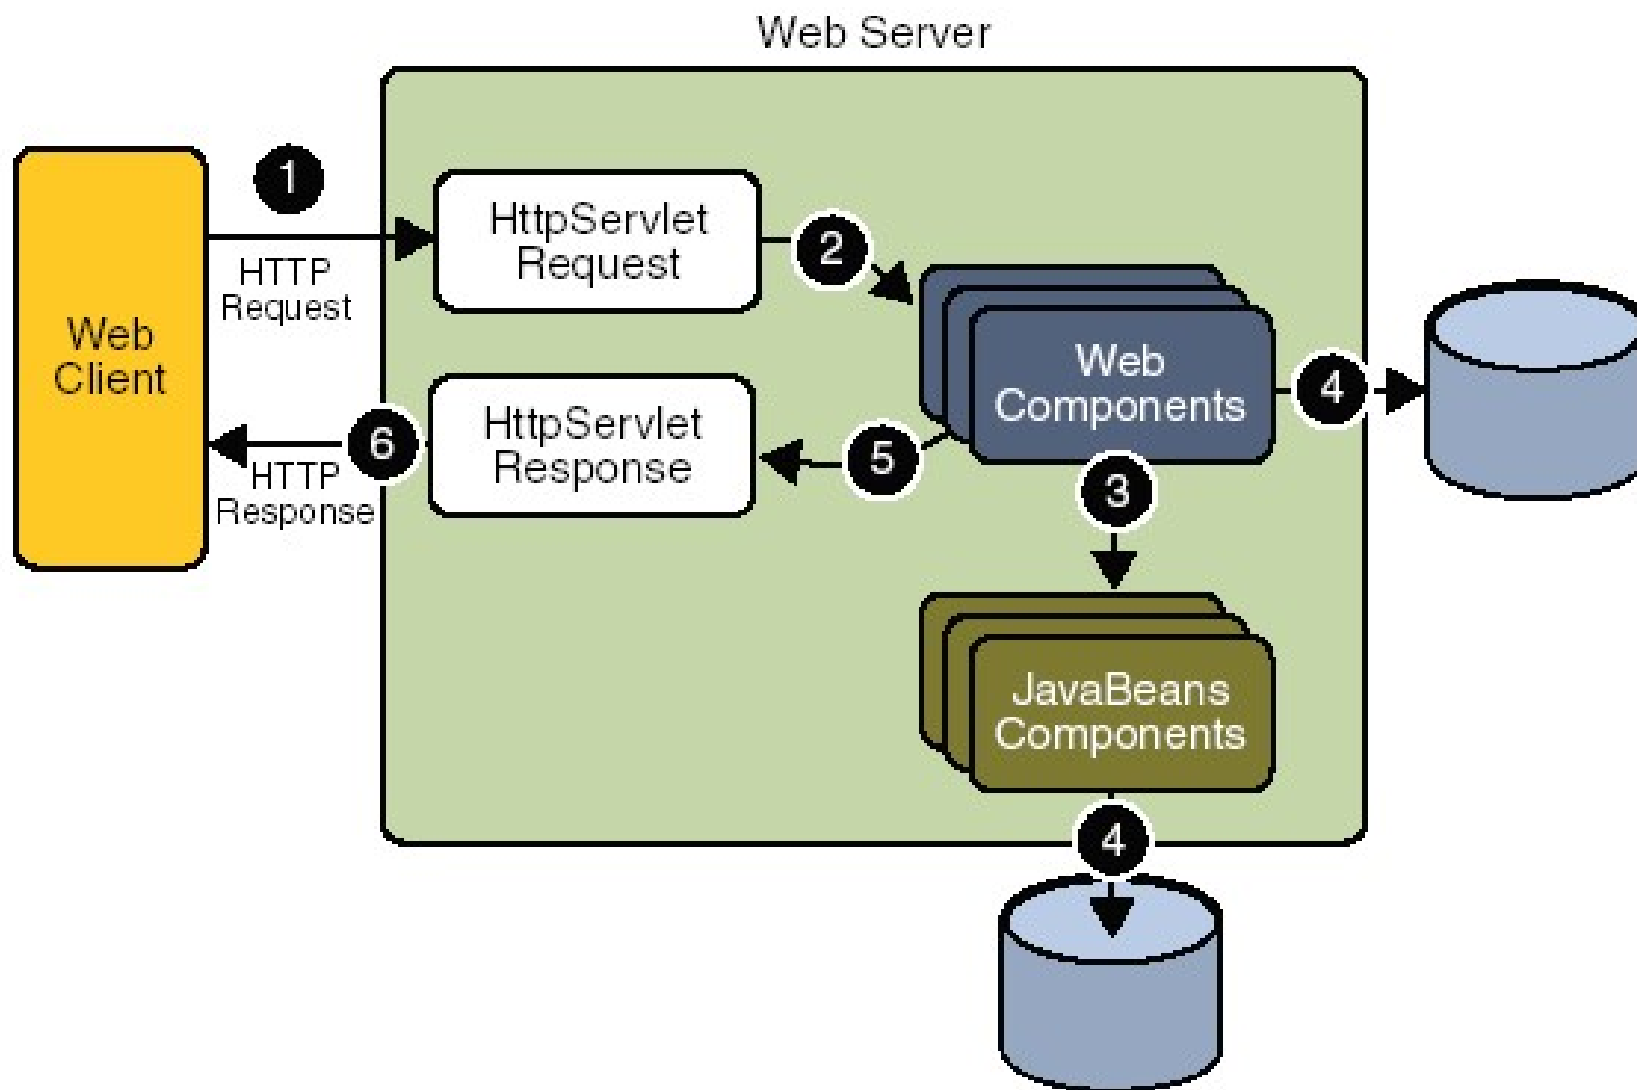 Web Server
1
HTTP
Request
Web
Client
HttpServlet
Request
2
Web
Components
4
HttpServlet
Response
5
6
HTTP
Response
3
JavaBeans
Components
4